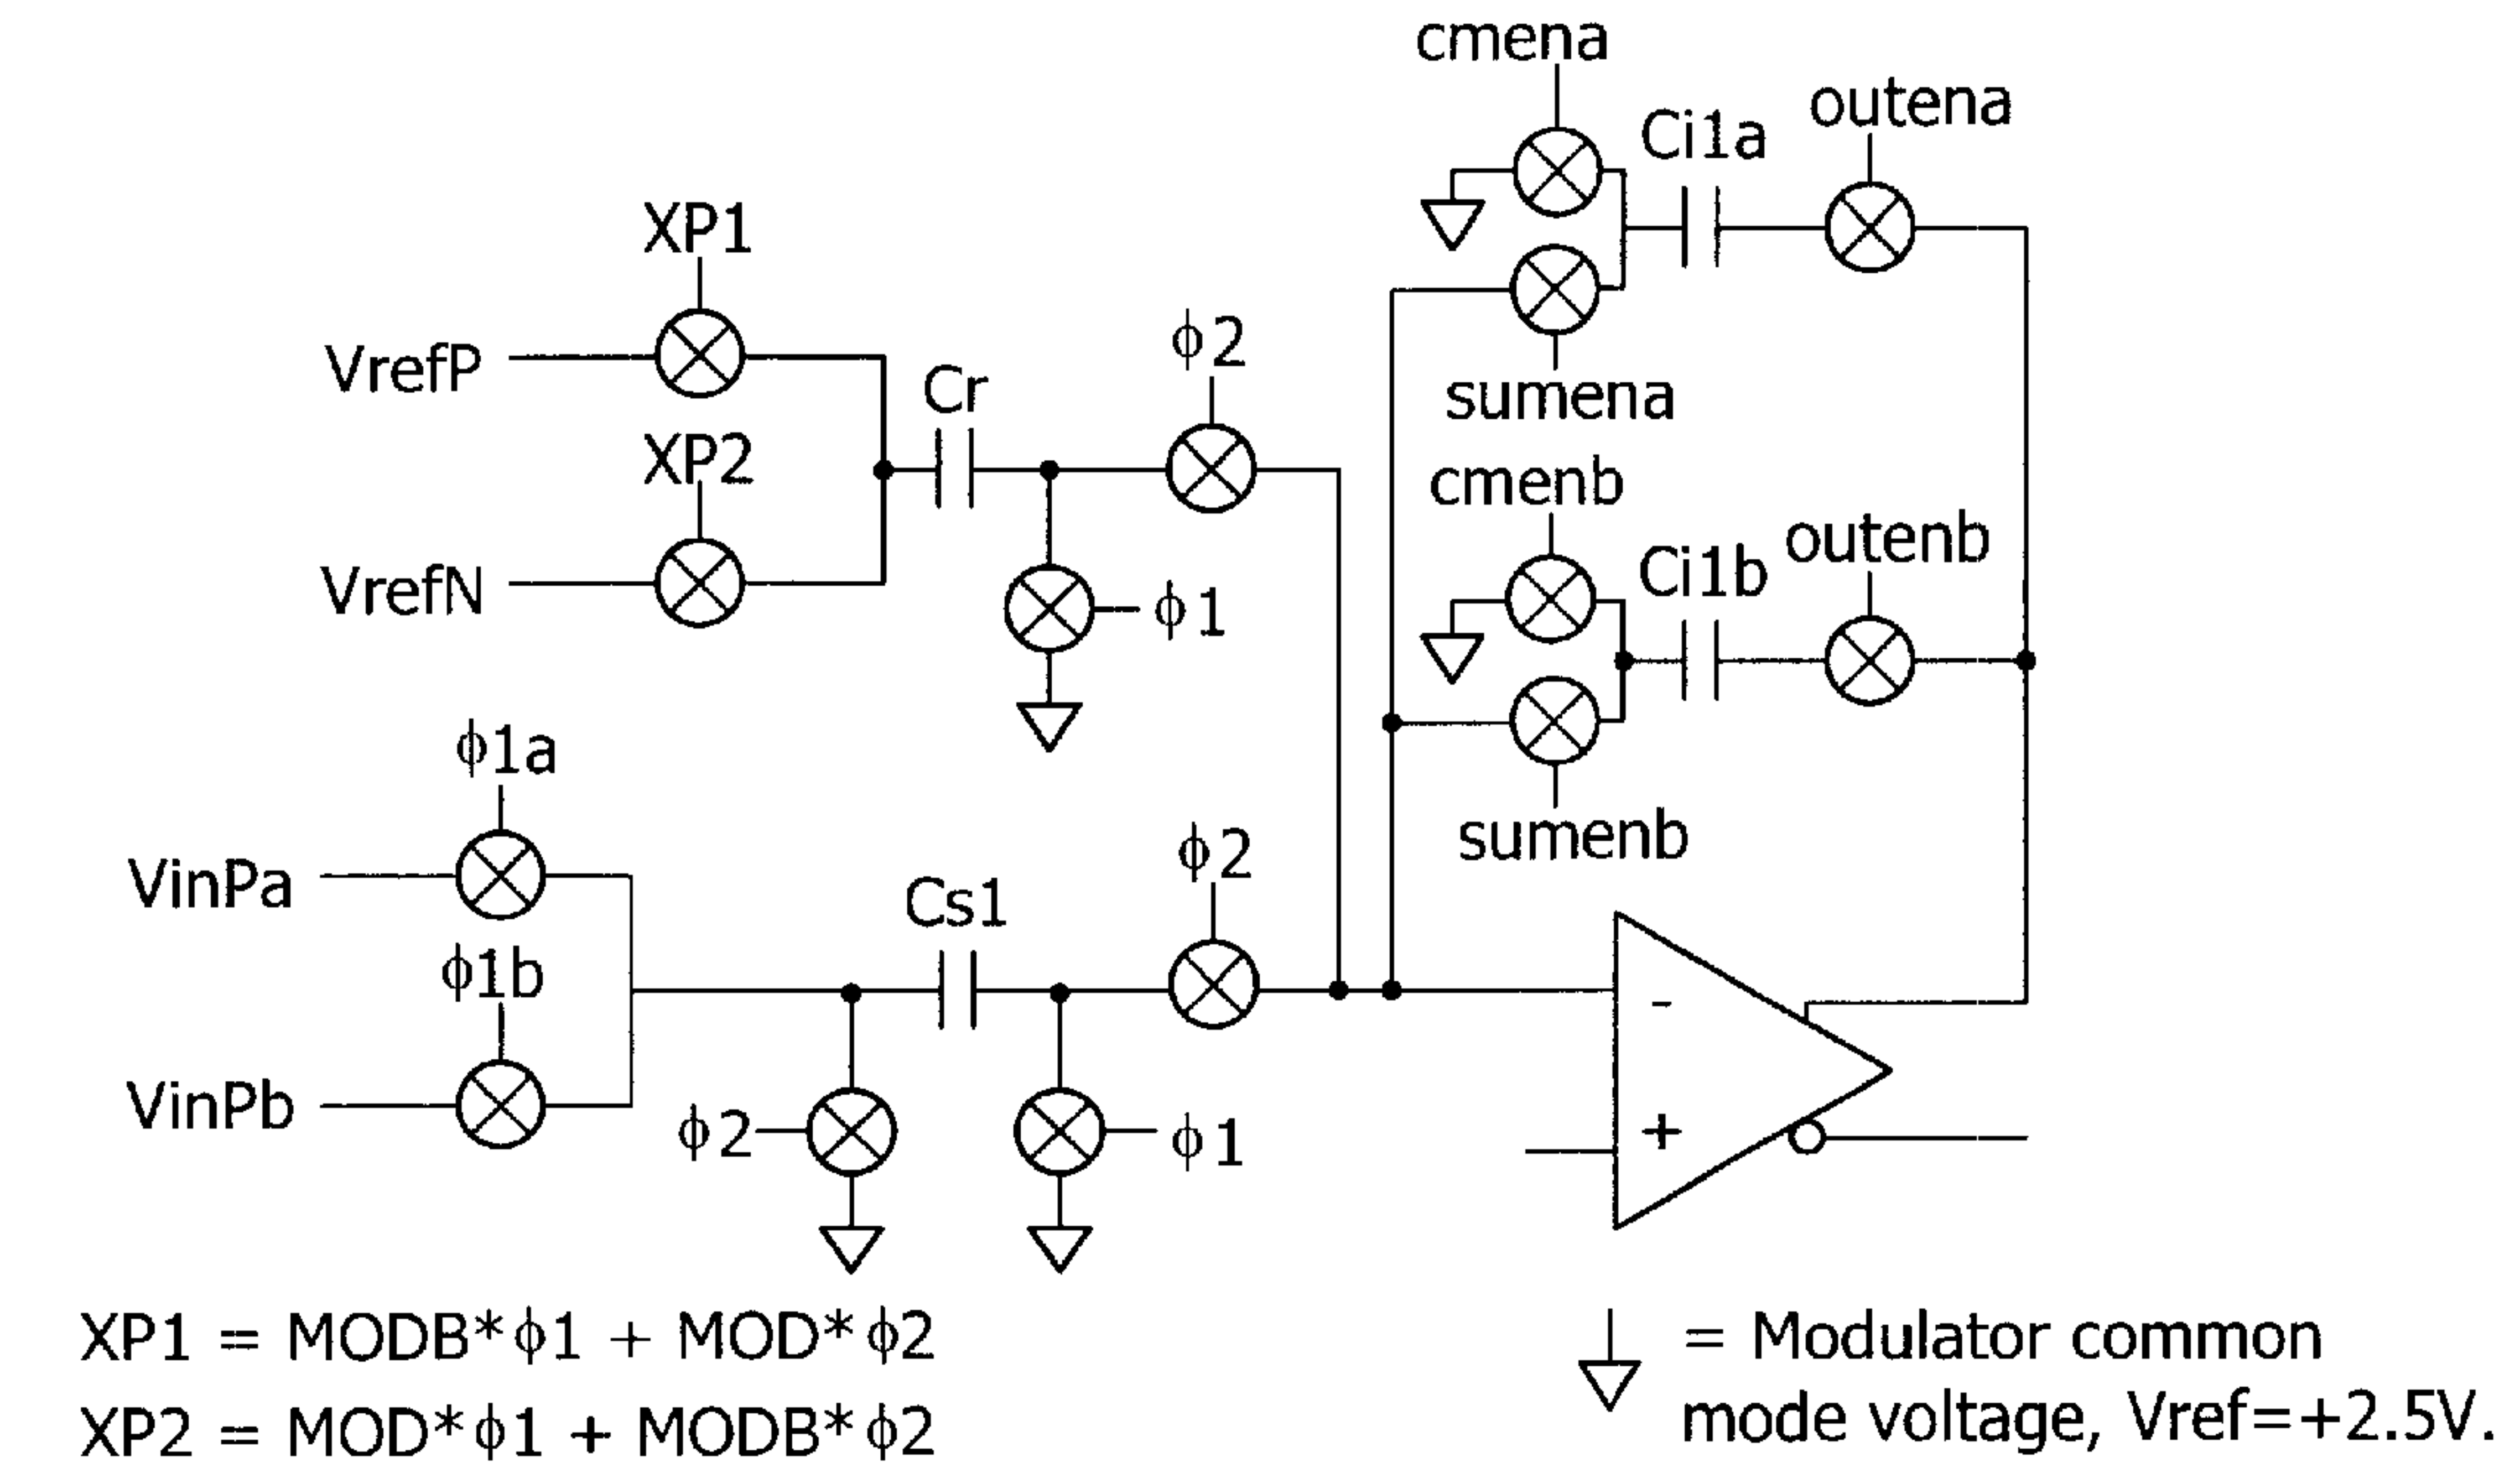 cmena
Ci1a
outena
XP1
VrefP
ϕ2
Cr
sumena
XP2
cmenb
VrefN
Ci1b
outenb
ϕ1
ϕ1a
VinPa
ϕ2
Cs1
sumenb
ϕ1b
-
VinPb
ϕ2
ϕ1
+
XP1 = MODB*ϕ1 + MOD*ϕ2
XP2 = MOD*ϕ1 + MODB*ϕ2
= Modulator common
mode voltage, Vref=+2.5V.